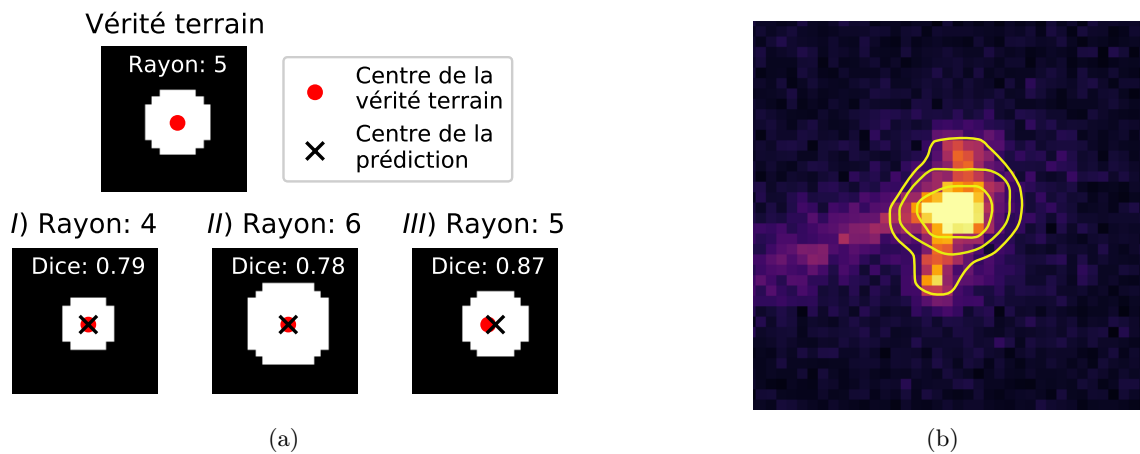 Vérité terrain
Rayon: 5
Centre de la
vérité terrain
Centre de la
prédiction
I) Rayon: 4
II) Rayon: 6
III) Rayon: 5
Dice: 0.79
Dice: 0.78
Dice: 0.87
(a)
(b)